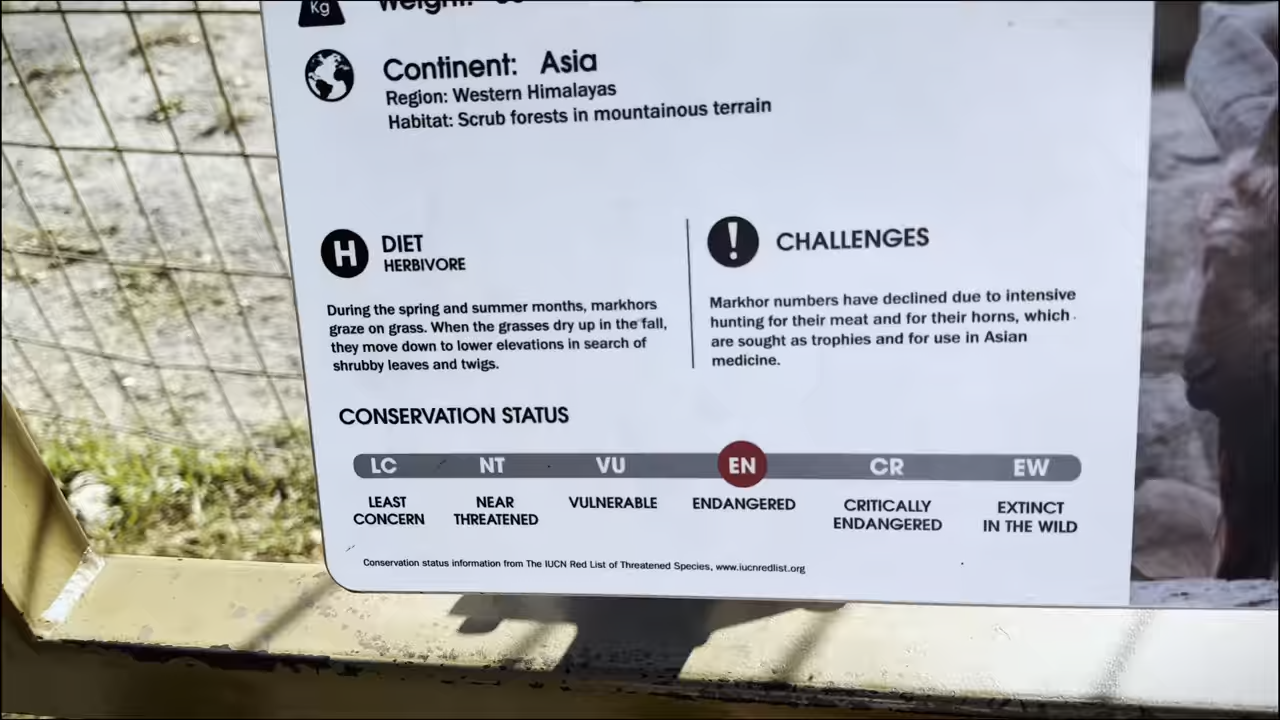 Kg
Weight:
Continent: Asia
Region: Western Himalayas
Habitat: Scrub forests in mountainous terrain
H
DIET
HERBIVORE
During the spring and summer months, markhors
graze on grass. When the grasses dry up in the fall,
they move down to lower elevations in search of
shrubby leaves and twigs.
!
CHALLENGES
Markhor numbers have declined due to intensive
hunting for their meat and for their horns, which
are sought as trophies and for use in Asian
medicine.
CONSERVATION STATUS
LC NT VU EN CR EW
LEAST CONCERN
NEAR THREATENED
VULNERABLE
ENDANGERED
CRITICALLY ENDANGERED
EXTINCT IN THE WILD
Conservation status information from The IUCN Red List of Threatened Species, www.iucnredlist.org